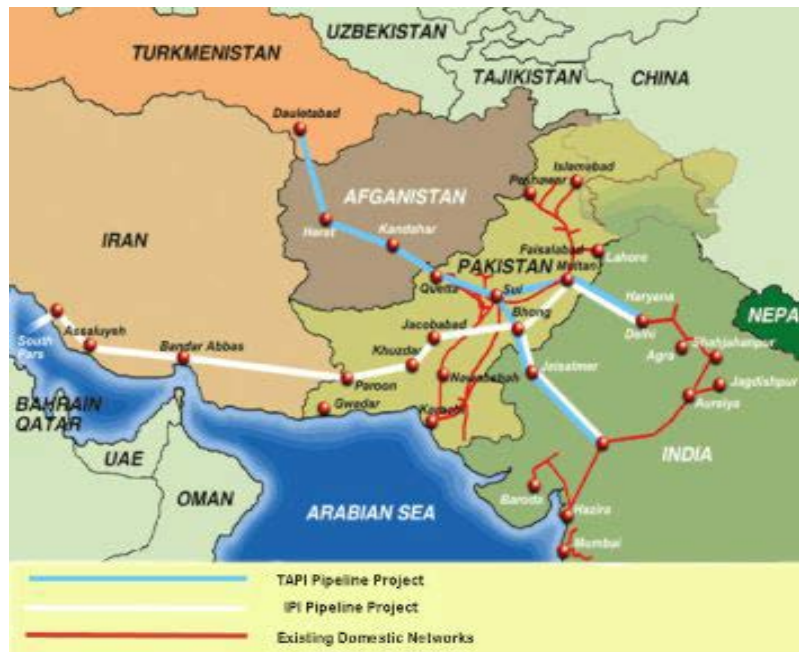 UZBEKISTAN
TURKMENISTAN
TAJIKISTAN
CHINA
Dauletabad
Islamabad
Peshawar
AFGANISTAN
Herat
Kandahar
IRAN
Faisalabad
Lahore
PAKISTAN
Multan
Quetta
Sui
Haryana
NEPA
Bhong
Jacobabad
Delhi
South
Pars
Assaluyeh
Bandar Abbas
Khuzdar
Agra
Shahjahanpur
Jaisalmer
Paroon
Nawabshah
Jagdishpur
Gwadar
Karachi
Auraiya
BAHRAIN
QATAR
UAE
OMAN
INDIA
ARABIAN SEA
Baroda
Hazira
Mumbai
TAPI Pipeline Project
IPI Pipeline Project
Existing Domestic Networks